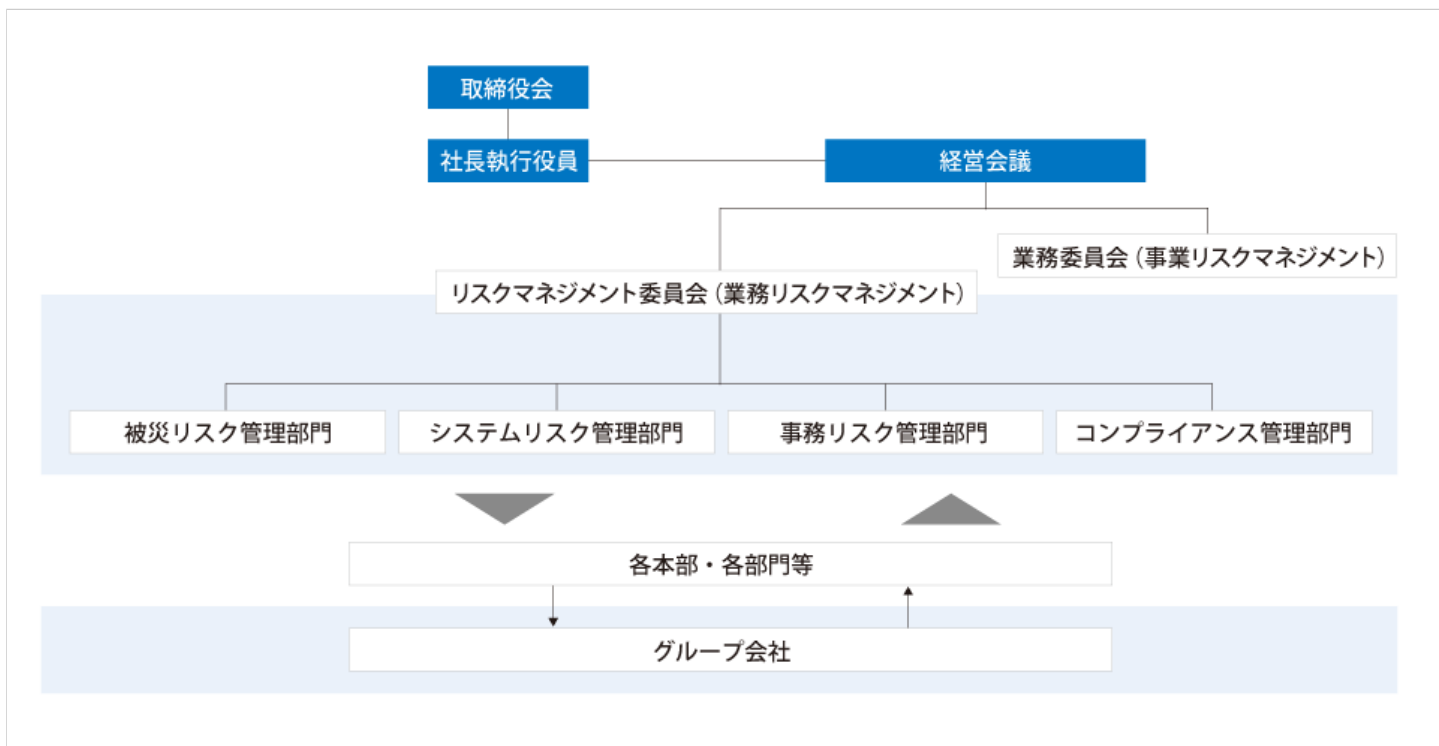 取締役会
社長執行役員
経営会議
業務委員会（事業リスクマネジメント）
リスクマネジメント委員会（業務リスクマネジメント）
被災リスク管理部門
システムリスク管理部門
事務リスク管理部門
コンプライアンス管理部門
各本部・各部門等
グループ会社